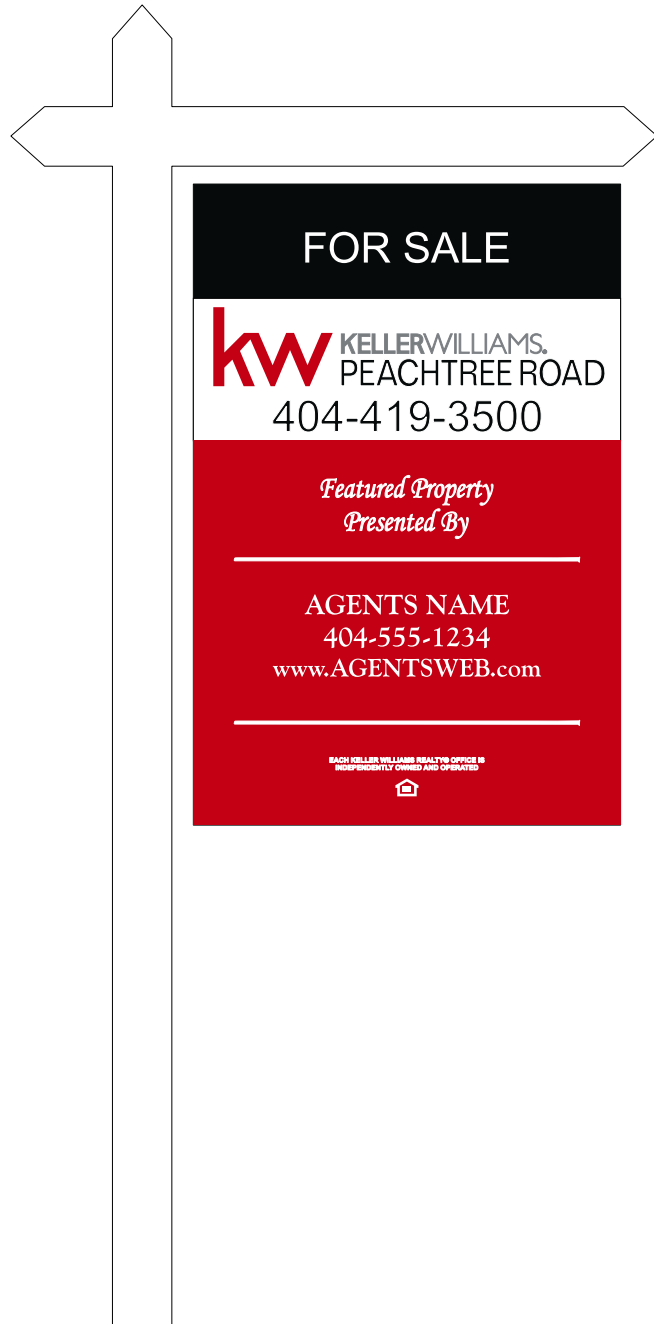 FOR SALE
kw KELLERWILLIAMS.
PEACHTREE ROAD
404-419-3500
Featured Property
Presented By
AGENTS NAME
404-555-1234
www.AGENTSWEB.com
EACH KELLER WILLIAMS REALTY® OFFICE IS
INDEPENDENTLY OWNED AND OPERATED